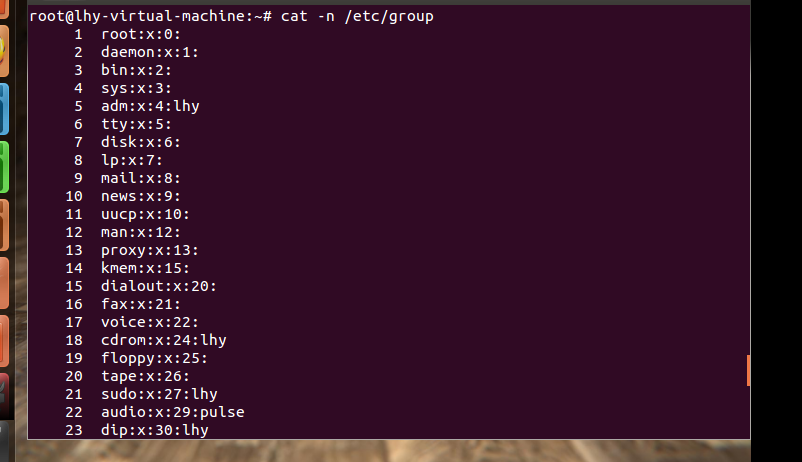 root@lhy-virtual-machine:~# cat -n /etc/group
1 root:x:0:
2 daemon:x:1:
3 bin:x:2:
4 sys:x:3:
5 adm:x:4:lhy
6 tty:x:5:
7 disk:x:6:
8 lp:x:7:
9 mail:x:8:
10 news:x:9:
11 uucp:x:10:
12 man:x:12:
13 proxy:x:13:
14 kmem:x:15:
15 dialout:x:20:
16 fax:x:21:
17 voice:x:22:
18 cdrom:x:24:lhy
19 floppy:x:25:
20 tape:x:26:
21 sudo:x:27:lhy
22 audio:x:29:pulse
23 dip:x:30:lhy